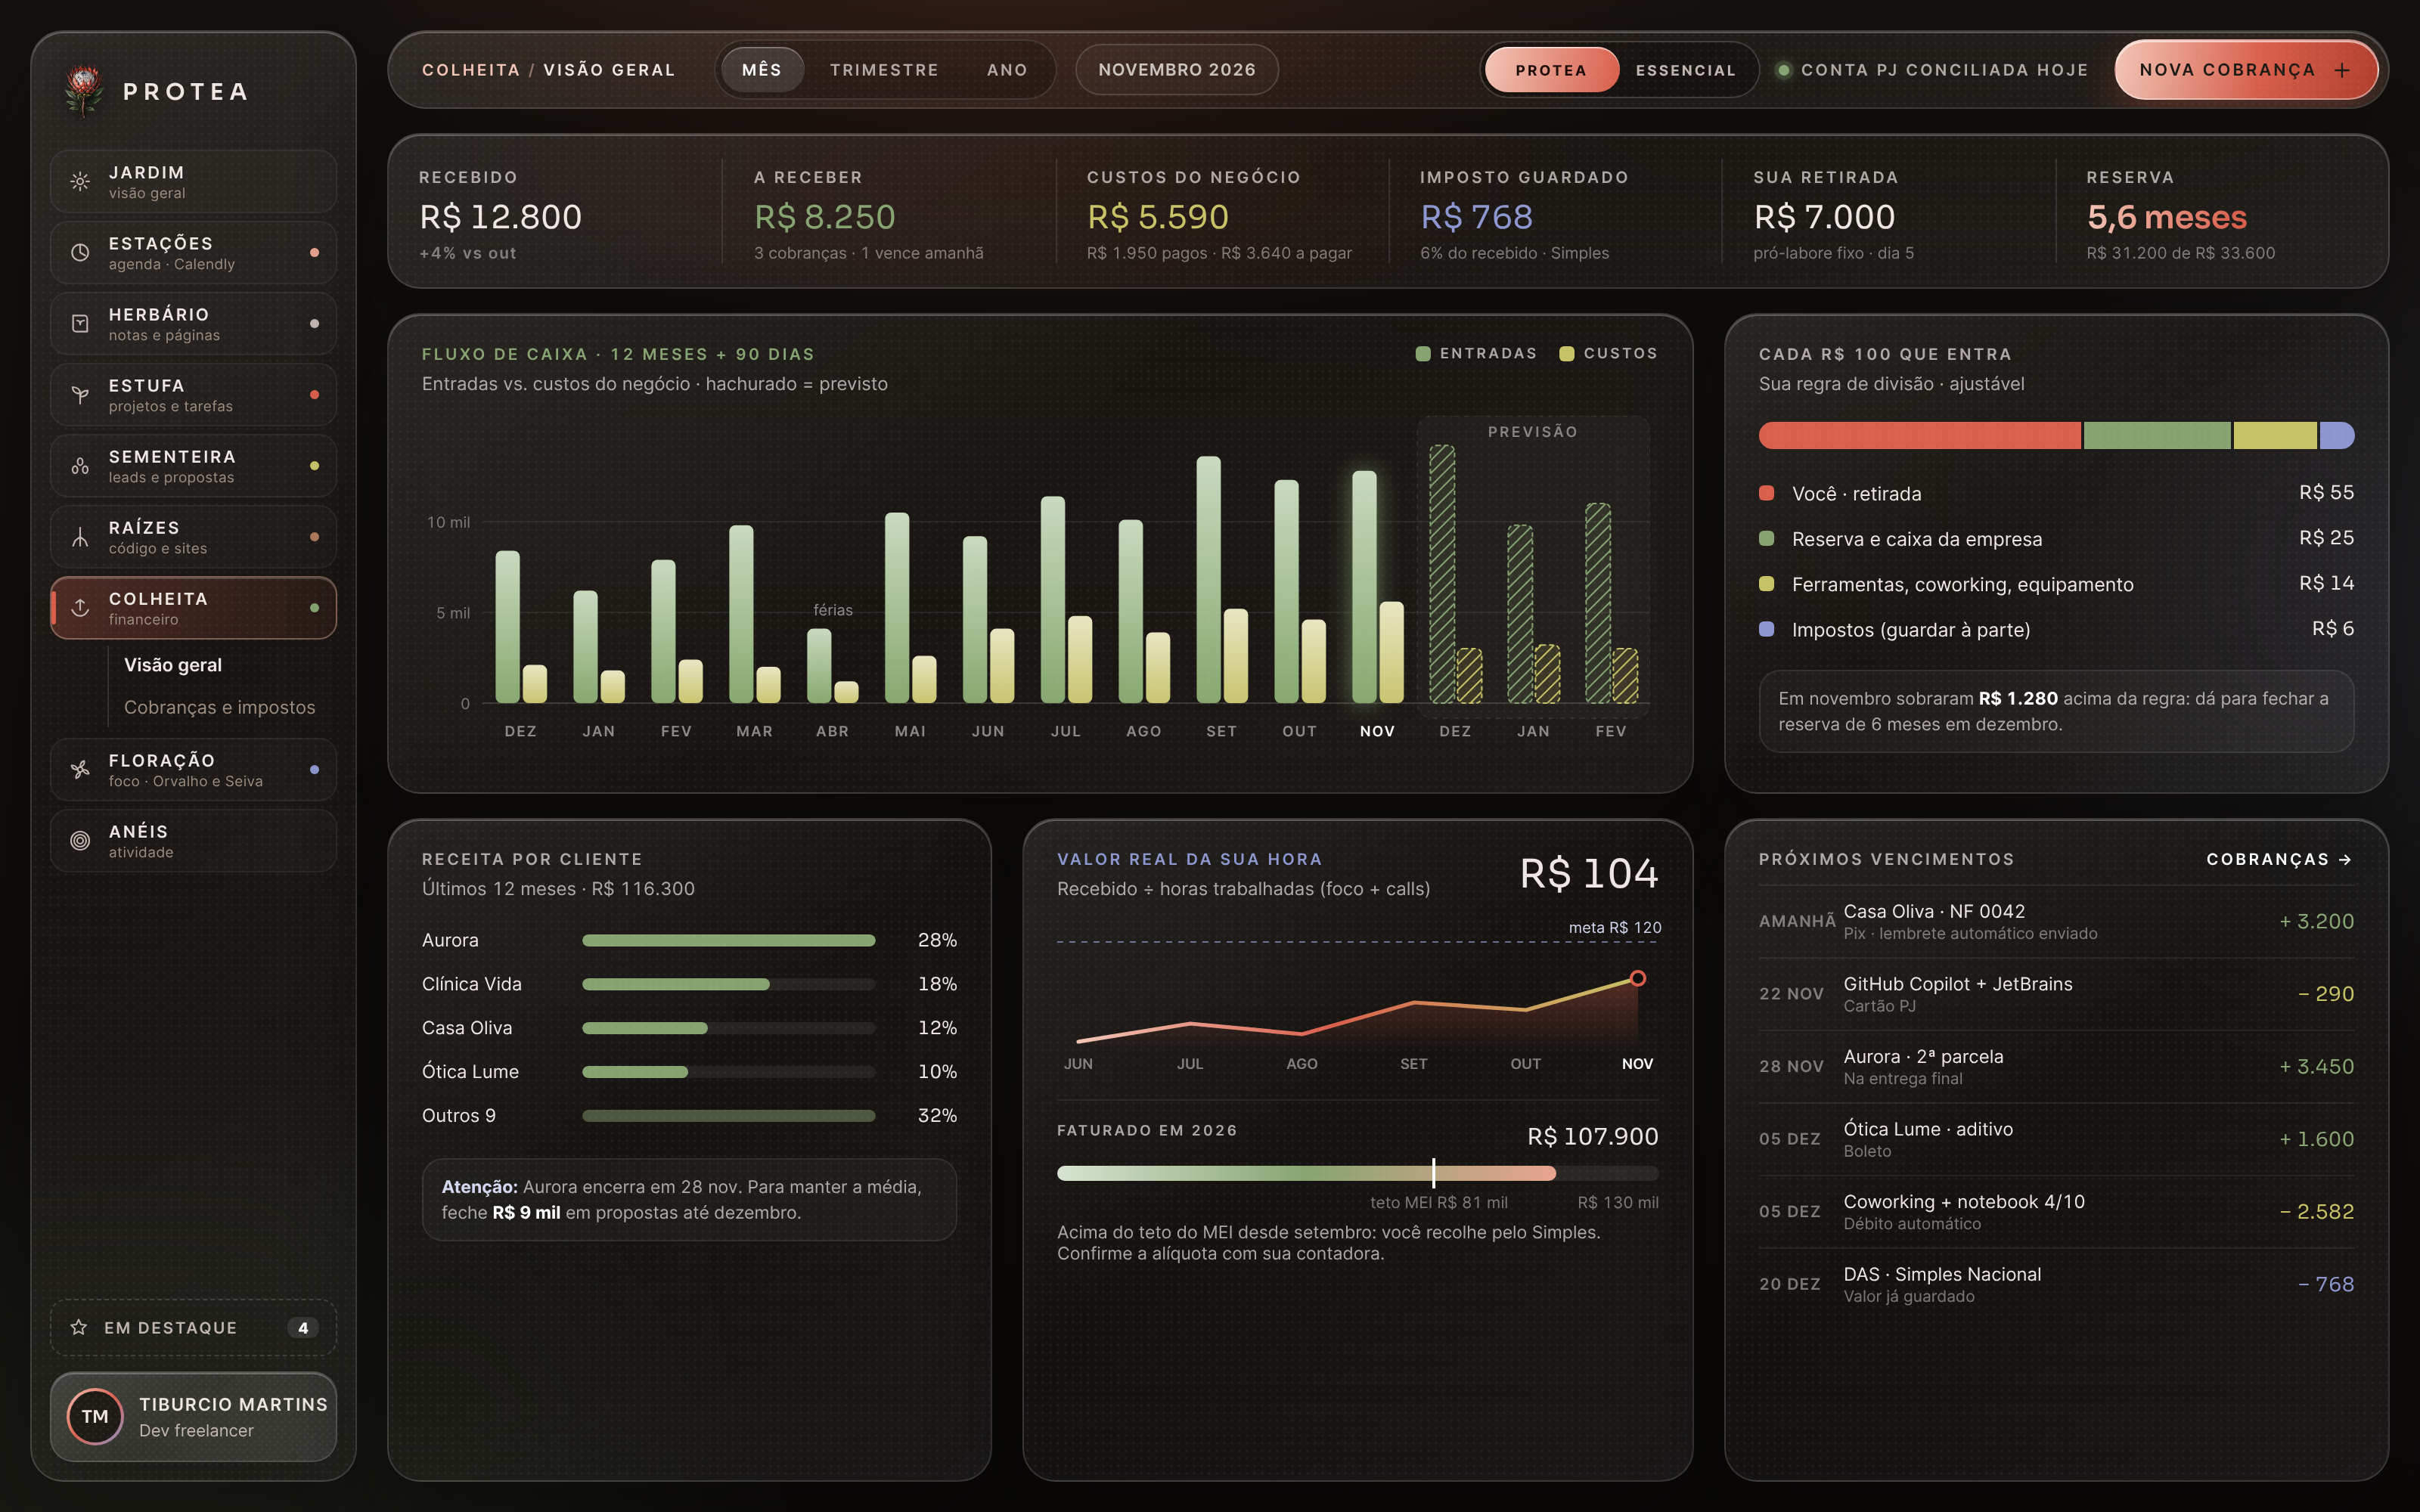 PROTEA
JARDIM
visão geral
ESTAÇÕES
agenda · Calendly
HERBÁRIO
notas e páginas
ESTUFA
projetos e tarefas
SEMENTEIRA
leads e propostas
RAÍZES
código e sites
COLHEITA
financeiro
Visão geral
Cobranças e impostos
FLORAÇÃO
foco · Orvalho e Seiva
ANÉIS
atividade
EM DESTAQUE 4
TM
TIBURCIO MARTINS
Dev freelancer
COLHEITA / VISÃO GERAL
MÊS TRIMESTRE ANO
NOVEMBRO 2026
PROTEA ESSENCIAL
CONTA PJ CONCILIADA HOJE
NOVA COBRANÇA +
RECEBIDO
R$ 12.800
+4% vs out
A RECEBER
R$ 8.250
3 cobranças · 1 vence amanhã
CUSTOS DO NEGÓCIO
R$ 5.590
R$ 1.950 pagos · R$ 3.640 a pagar
IMPOSTO GUARDADO
R$ 768
6% do recebido · Simples
SUA RETIRADA
R$ 7.000
pró-labore fixo · dia 5
RESERVA
5,6 meses
R$ 31.200 de R$ 33.600
FLUXO DE CAIXA · 12 MESES + 90 DIAS
Entradas vs. custos do negócio · hachurado = previsto
ENTRADAS CUSTOS
PREVISÃO
10 mil
5 mil
0
férias
DEZ JAN FEV MAR ABR MAI JUN JUL AGO SET OUT NOV DEZ JAN FEV
CADA R$ 100 QUE ENTRA
Sua regra de divisão · ajustável
Você · retirada R$ 55
Reserva e caixa da empresa R$ 25
Ferramentas, coworking, equipamento R$ 14
Impostos (guardar à parte) R$ 6
Em novembro sobraram R$ 1.280 acima da regra: dá para fechar a
reserva de 6 meses em dezembro.
RECEITA POR CLIENTE
Últimos 12 meses · R$ 116.300
Aurora 28%
Clínica Vida 18%
Casa Oliva 12%
Ótica Lume 10%
Outros 9 32%
Atenção: Aurora encerra em 28 nov. Para manter a média,
feche R$ 9 mil em propostas até dezembro.
VALOR REAL DA SUA HORA
Recebido ÷ horas trabalhadas (foco + calls)
R$ 104
meta R$ 120
JUN JUL AGO SET OUT NOV
FATURADO EM 2026 R$ 107.900
teto MEI R$ 81 mil R$ 130 mil
Acima do teto do MEI desde setembro: você recolhe pelo Simples.
Confirme a alíquota com sua contadora.
PRÓXIMOS VENCIMENTOS COBRANÇAS →
AMANHÃ Casa Oliva · NF 0042 + 3.200
Pix · lembrete automático enviado
22 NOV GitHub Copilot + JetBrains − 290
Cartão PJ
28 NOV Aurora · 2ª parcela + 3.450
Na entrega final
05 DEZ Ótica Lume · aditivo + 1.600
Boleto
05 DEZ Coworking + notebook 4/10 − 2.582
Débito automático
20 DEZ DAS · Simples Nacional − 768
Valor já guardado